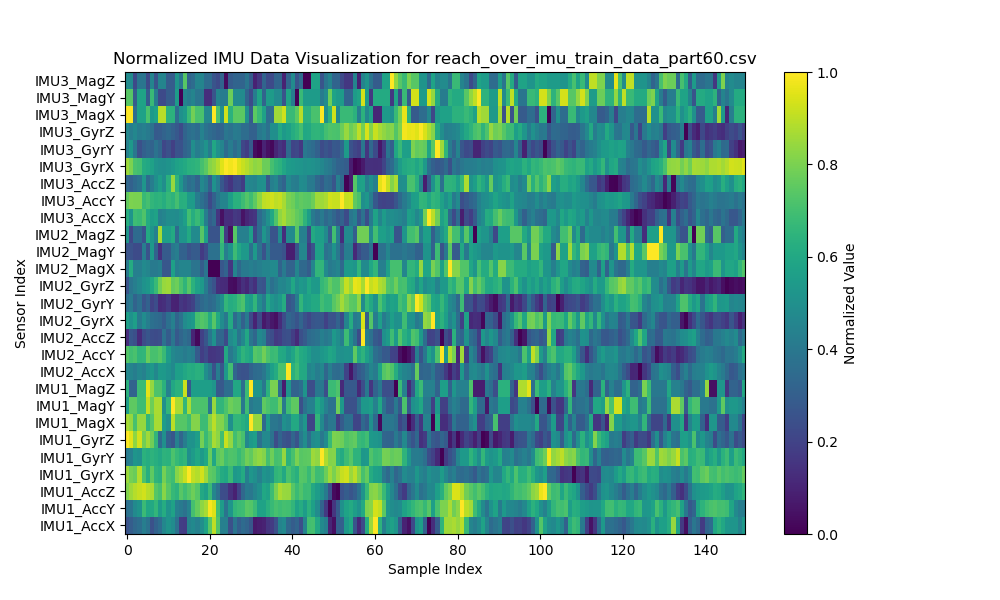 Normalized IMU Data Visualization for reach_over_imu_train_data_part60.csv
IMU3_MagZ
IMU3_MagY
IMU3_MagX
IMU3_GyrZ
IMU3_GyrY
IMU3_GyrX
IMU3_AccZ
IMU3_AccY
IMU3_AccX
IMU2_MagZ
IMU2_MagY
IMU2_MagX
IMU2_GyrZ
IMU2_GyrY
IMU2_GyrX
IMU2_AccZ
IMU2_AccY
IMU2_AccX
IMU1_MagZ
IMU1_MagY
IMU1_MagX
IMU1_GyrZ
IMU1_GyrY
IMU1_GyrX
IMU1_AccZ
IMU1_AccY
IMU1_AccX
Sensor Index
0 20 40 60 80 100 120 140
Sample Index
1.0
0.8
0.6
0.4
0.2
0.0
Normalized Value